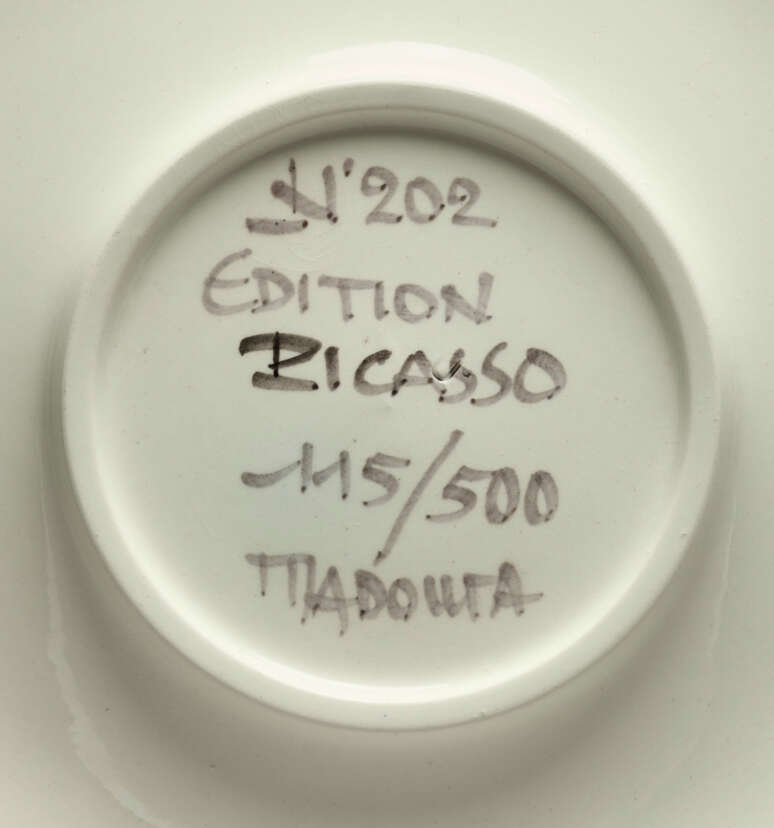 N°202
EDITION
PICASSO
115/500
MADOURA